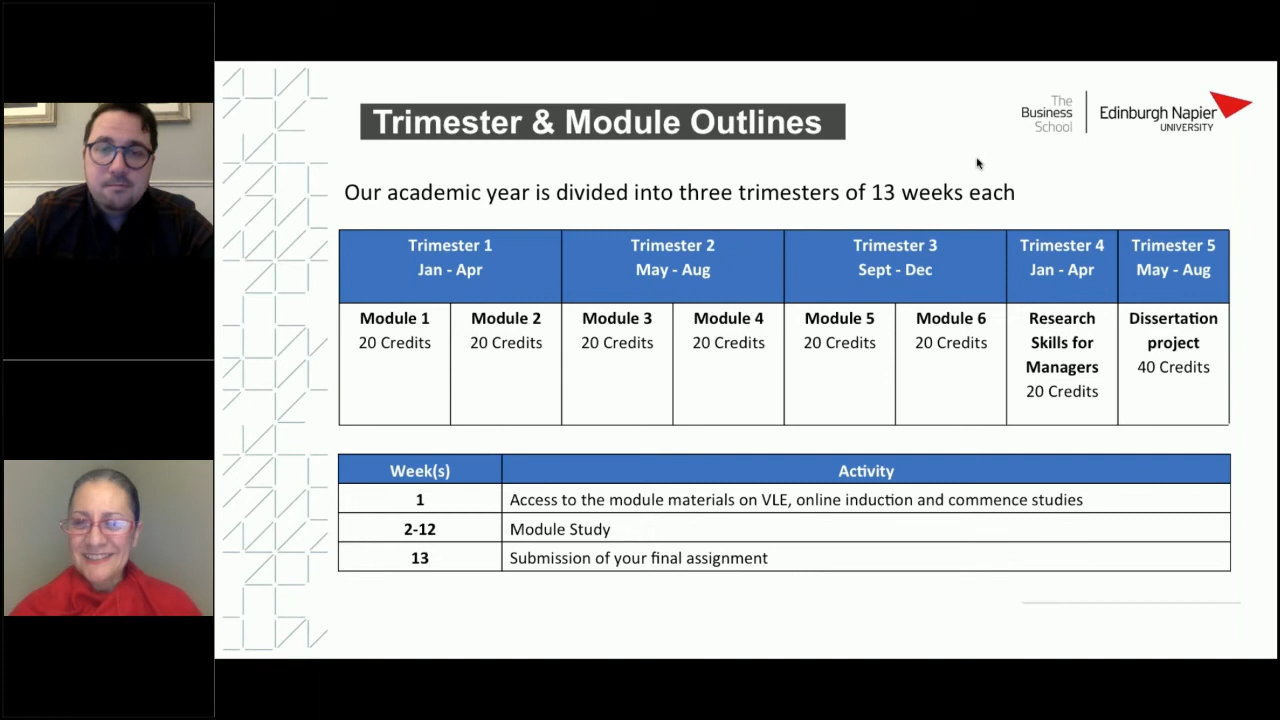 Trimester & Module Outlines
The
Business
School
Edinburgh Napier
UNIVERSITY
Our academic year is divided into three trimesters of 13 weeks each
Trimester 1
Jan - Apr
Trimester 2
May - Aug
Trimester 3
Sept - Dec
Trimester 4
Jan - Apr
Trimester 5
May - Aug
Module 1
20 Credits
Module 2
20 Credits
Module 3
20 Credits
Module 4
20 Credits
Module 5
20 Credits
Module 6
20 Credits
Research
Skills for
Managers
20 Credits
Dissertation
project
40 Credits
Week(s) Activity
1 Access to the module materials on VLE, online induction and commence studies
2-12 Module Study
13 Submission of your final assignment